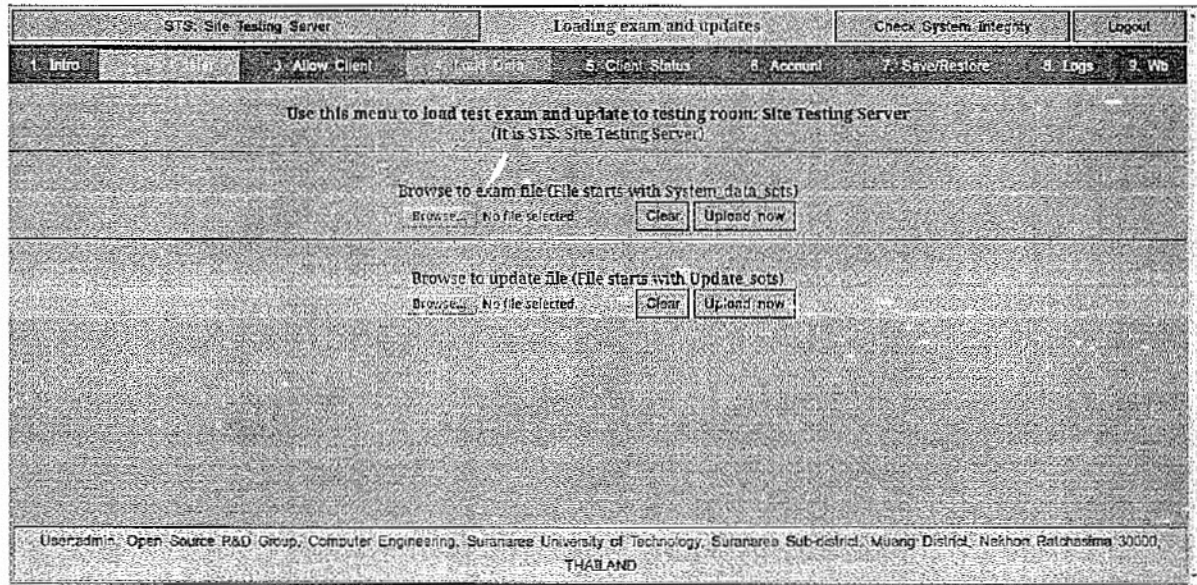 STS: Site Testing Server
Loading exam and updates
Check System Integrity
Logout
1. Intro
3. Allow Client
4. Load Data
5. Client Status
6. Account
7. Save/Restore
8. Logs
9. Wb
Use this menu to load test exam and update to testing room: Site Testing Server
(It is STS: Site Testing Server)
Browse to exam file (File starts with System_data_sots)
Browse... No file selected. Clear Upload now
Browse to update file (File starts with Update_sots)
Browse... No file selected. Clear Upload now
User:admin, Open Source R&D Group, Computer Engineering, Suranaree University of Technology, Suranaree Sub-district, Muang District, Nakhon Ratchasima 30000,
THAILAND